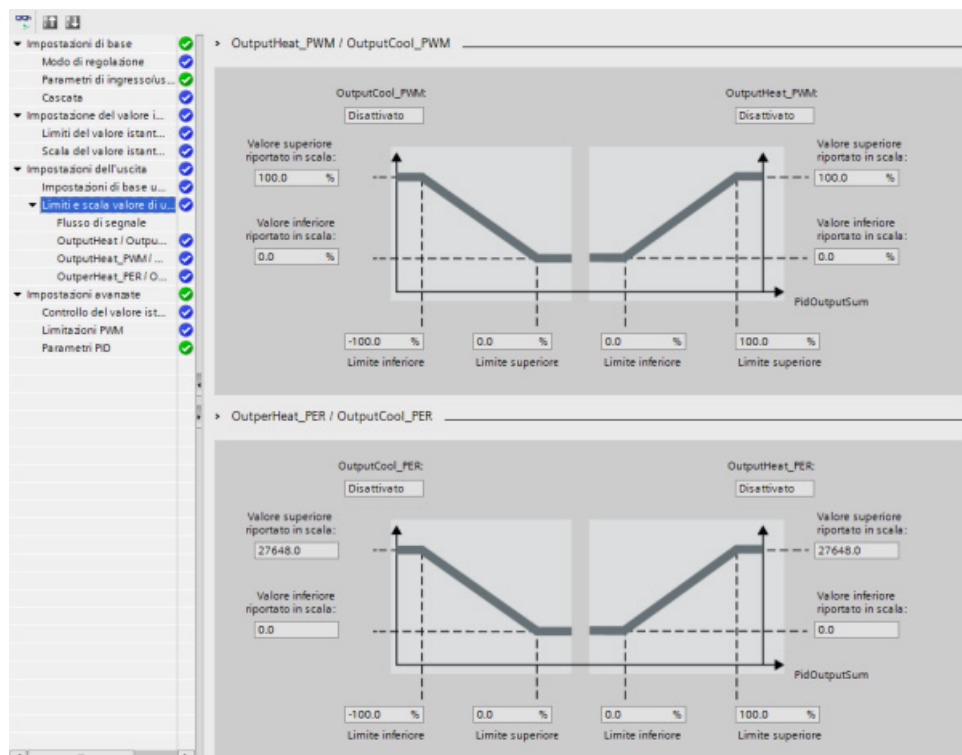 Impostazioni di base
Modo di regolazione
Parametri di ingresso/us...
Cascata
Impostazione del valore i...
Limiti del valore istant...
Scala del valore istant...
Impostazioni dell'uscita
Impostazioni di base u...
Limiti e scala valore di u...
Flusso di segnale
OutputHeat / Outpu...
OutputHeat_PWM / ...
OutperHeat_PER / O...
Impostazioni avanzate
Controllo del valore ist...
Limitazioni PWM
Parametri PID
OutputHeat_PWM / OutputCool_PWM
OutputCool_PWM:
Disattivato
OutputHeat_PWM:
Disattivato
Valore superiore
riportato in scala:
100.0 %
Valore inferiore
riportato in scala:
0.0 %
Valore superiore
riportato in scala:
100.0 %
Valore inferiore
riportato in scala:
0.0 %
PidOutputSum
-100.0 % 0.0 % 0.0 % 100.0 %
Limite inferiore Limite superiore Limite inferiore Limite superiore
OutperHeat_PER / OutputCool_PER
OutputCool_PER:
Disattivato
OutputHeat_PER:
Disattivato
Valore superiore
riportato in scala:
27648.0
Valore inferiore
riportato in scala:
0.0
Valore superiore
riportato in scala:
27648.0
Valore inferiore
riportato in scala:
0.0
PidOutputSum
-100.0 % 0.0 % 0.0 % 100.0 %
Limite inferiore Limite superiore Limite inferiore Limite superiore